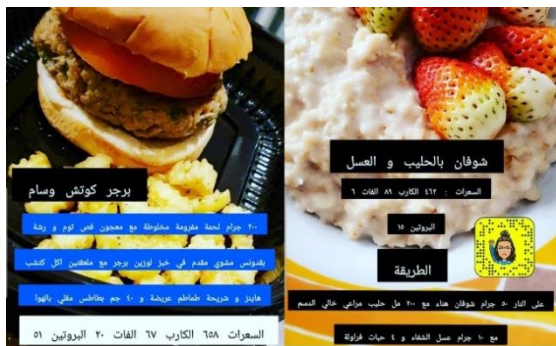 شوفان بالحليب و العسل
السعرات : ٤٦٢ الكارب ٨٩ الفات ٦
البروتين ١٥
الطريقة
على النار ٥٠ جرام شوفان هناء مع ٢٠٠ مل حليب مراعي خالي الدسم
مع ٦٠ جرام عسل الشفاء و ٤ حبات فراولة
برجر كوتش وسام
٢٠٠ جرام لحمة مفرومة مخلوطة مع معجون فص ثوم و رشة
بقدونس مشوي مقدم في خبز لوزين برجر مع ملعقتين اكل كتشب
هاينز و شريحة طماطم عريضة و ٤٠ جم بطاطس مقلي بالهوا
السعرات ٦٥٨ الكارب ٦٧ الفات ٢٠ البروتين ٥١